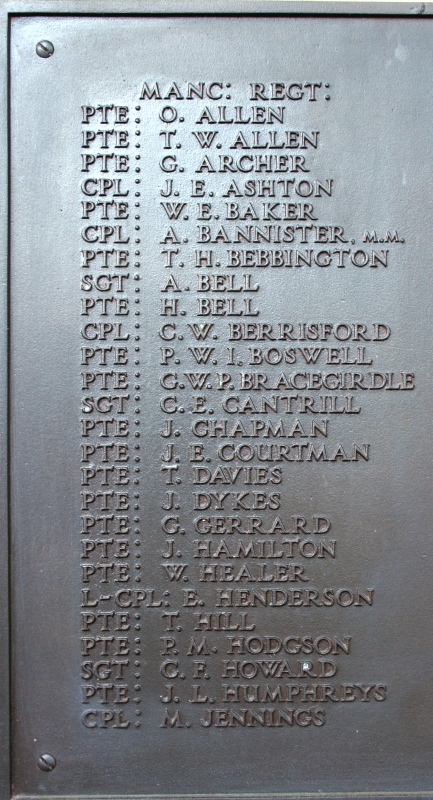 MANC: REGT:
PTE: O. ALLEN
PTE: T. W. ALLEN
PTE: G. ARCHER
CPL: J. E. ASHTON
PTE: W. E. BAKER
CPL: A. BANNISTER, M.M.
PTE: T. H. BEBBINGTON
SGT: A. BELL
PTE: H. BELL
CPL: C. W. BERRISFORD
PTE: P. W. I. BOSWELL
PTE: G. W. P. BRACEGIRDLE
SGT: G. E. CANTRILL
PTE: J. CHAPMAN
PTE: J. E. COURTMAN
PTE: T. DAVIES
PTE: J. DYKES
PTE: G. GERRARD
PTE: J. HAMILTON
PTE: W. HEALER
L-CPL: E. HENDERSON
PTE: T. HILL
PTE: P. M. HODGSON
SGT: G. F. HOWARD
PTE: J. L. HUMPHREYS
CPL: M. JENNINGS